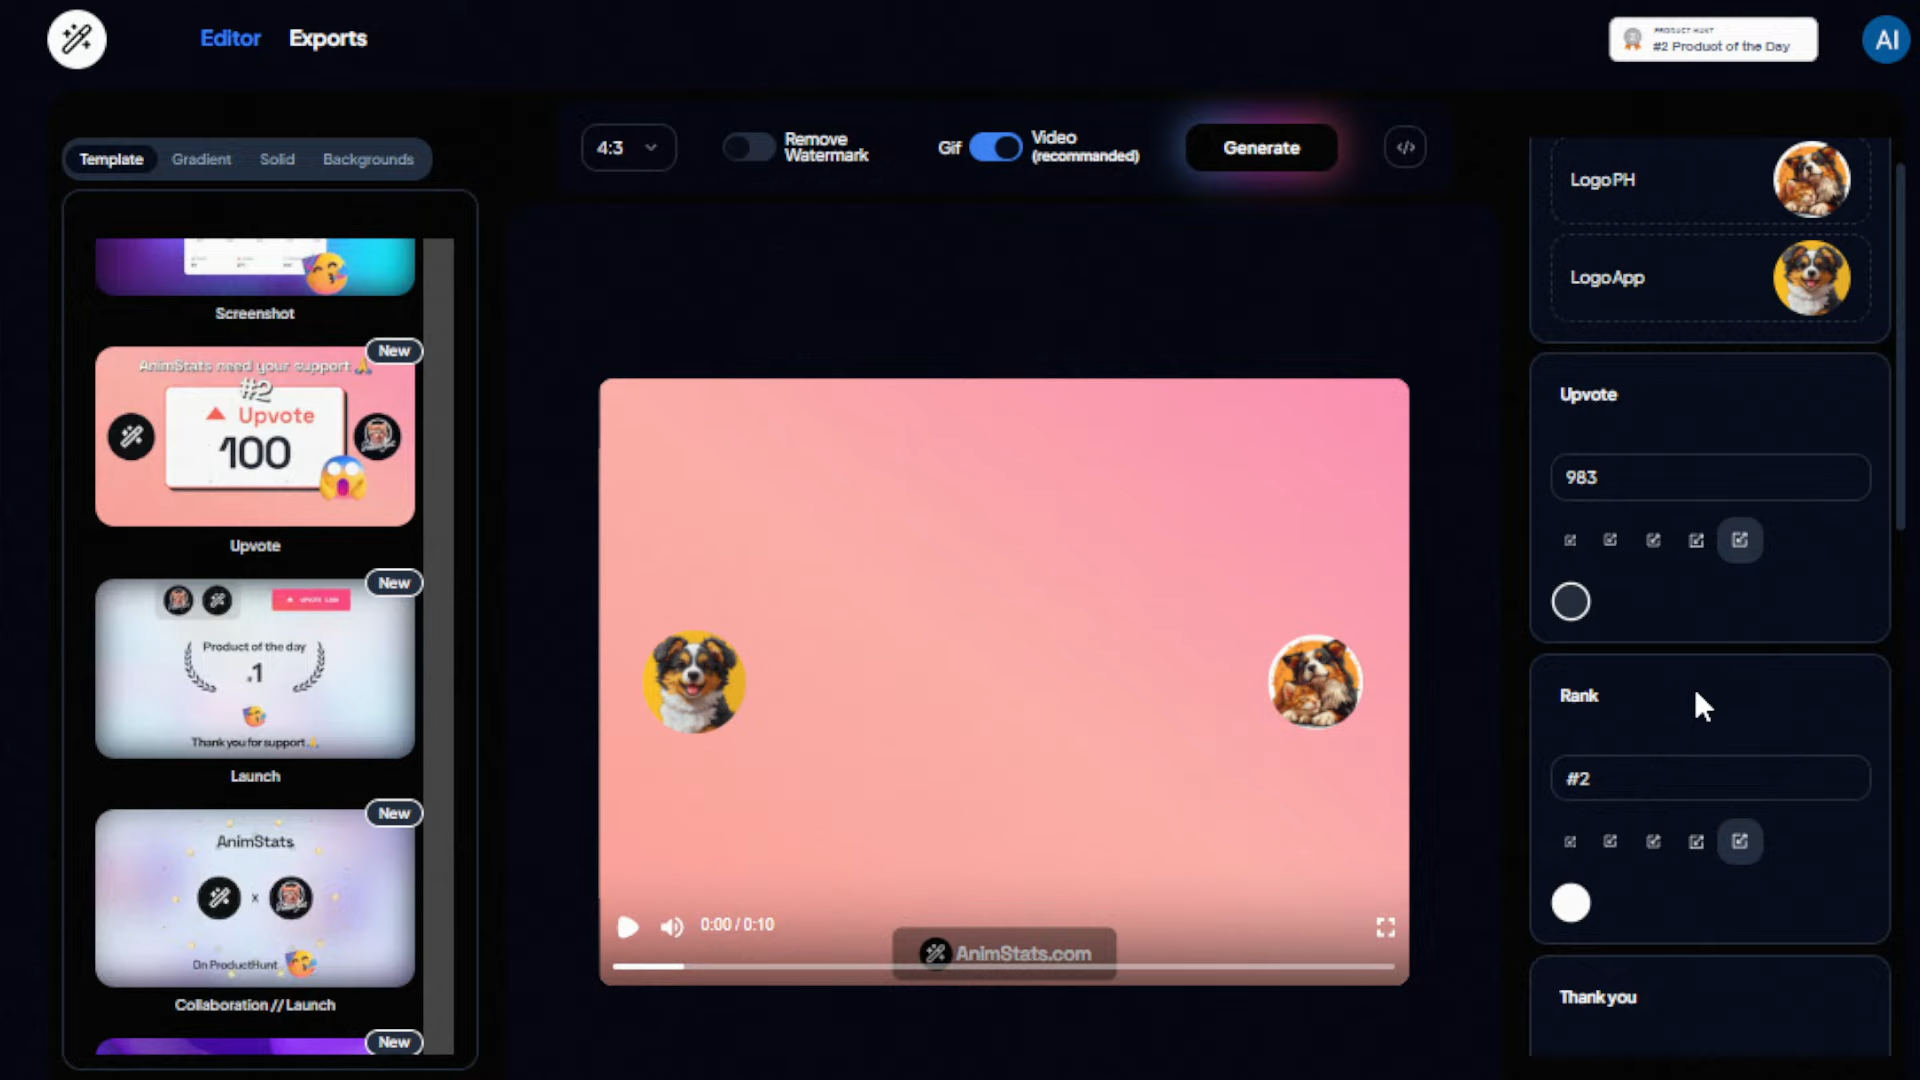 Editor
Exports
PRODUCT HUNT
#2 Product of the Day
AI
Template
Gradient
Solid
Backgrounds
4:3
Remove
Watermark
Gif
Video
(recommanded)
Generate
</>
Screenshot
New
AnimStats need your support 🙏
#2
Upvote
100
Upvote
New
Product of the day
.1
Thank you for support 🙏
Launch
New
AnimStats
x
On ProductHunt
Collaboration // Launch
New
0:00 / 0:10
AnimStats.com
LogoPH
LogoApp
Upvote
983
Rank
#2
Thank you